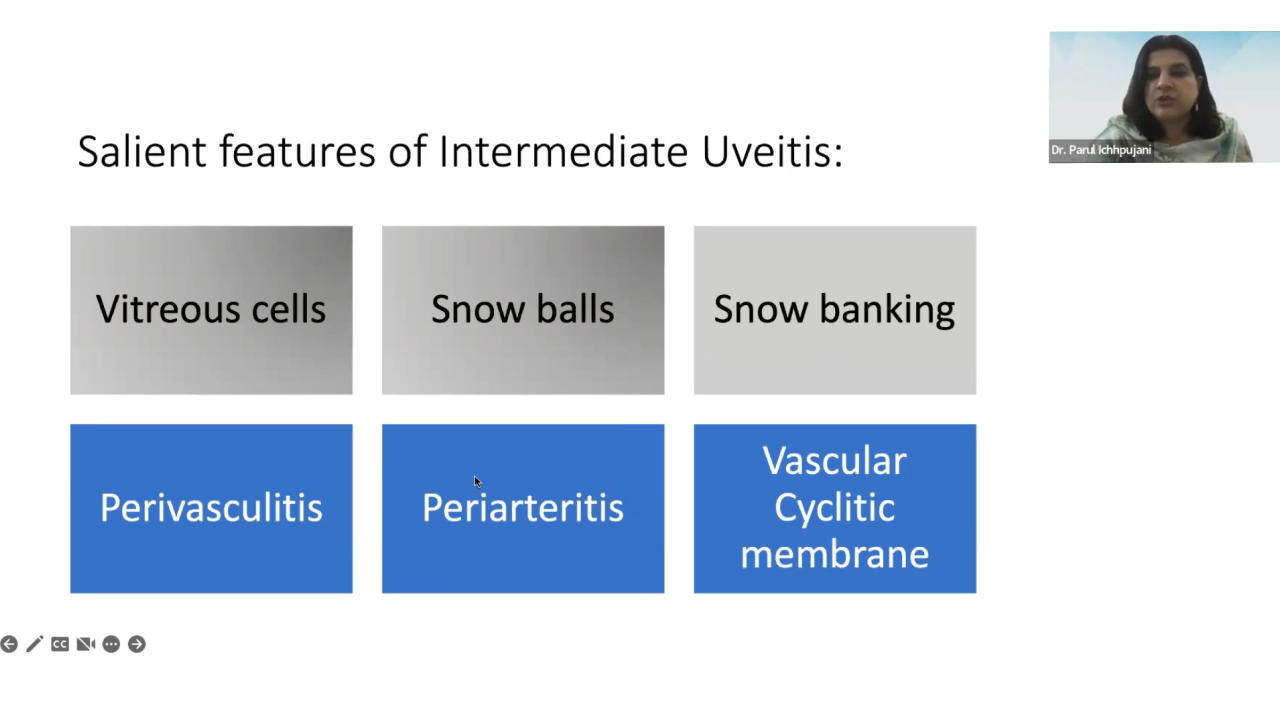 Salient features of Intermediate Uveitis:
Dr. Parul Ichhpujani
Vitreous cells
Snow balls
Snow banking
Perivasculitis
Periarteritis
Vascular
Cyclitic
membrane
CC